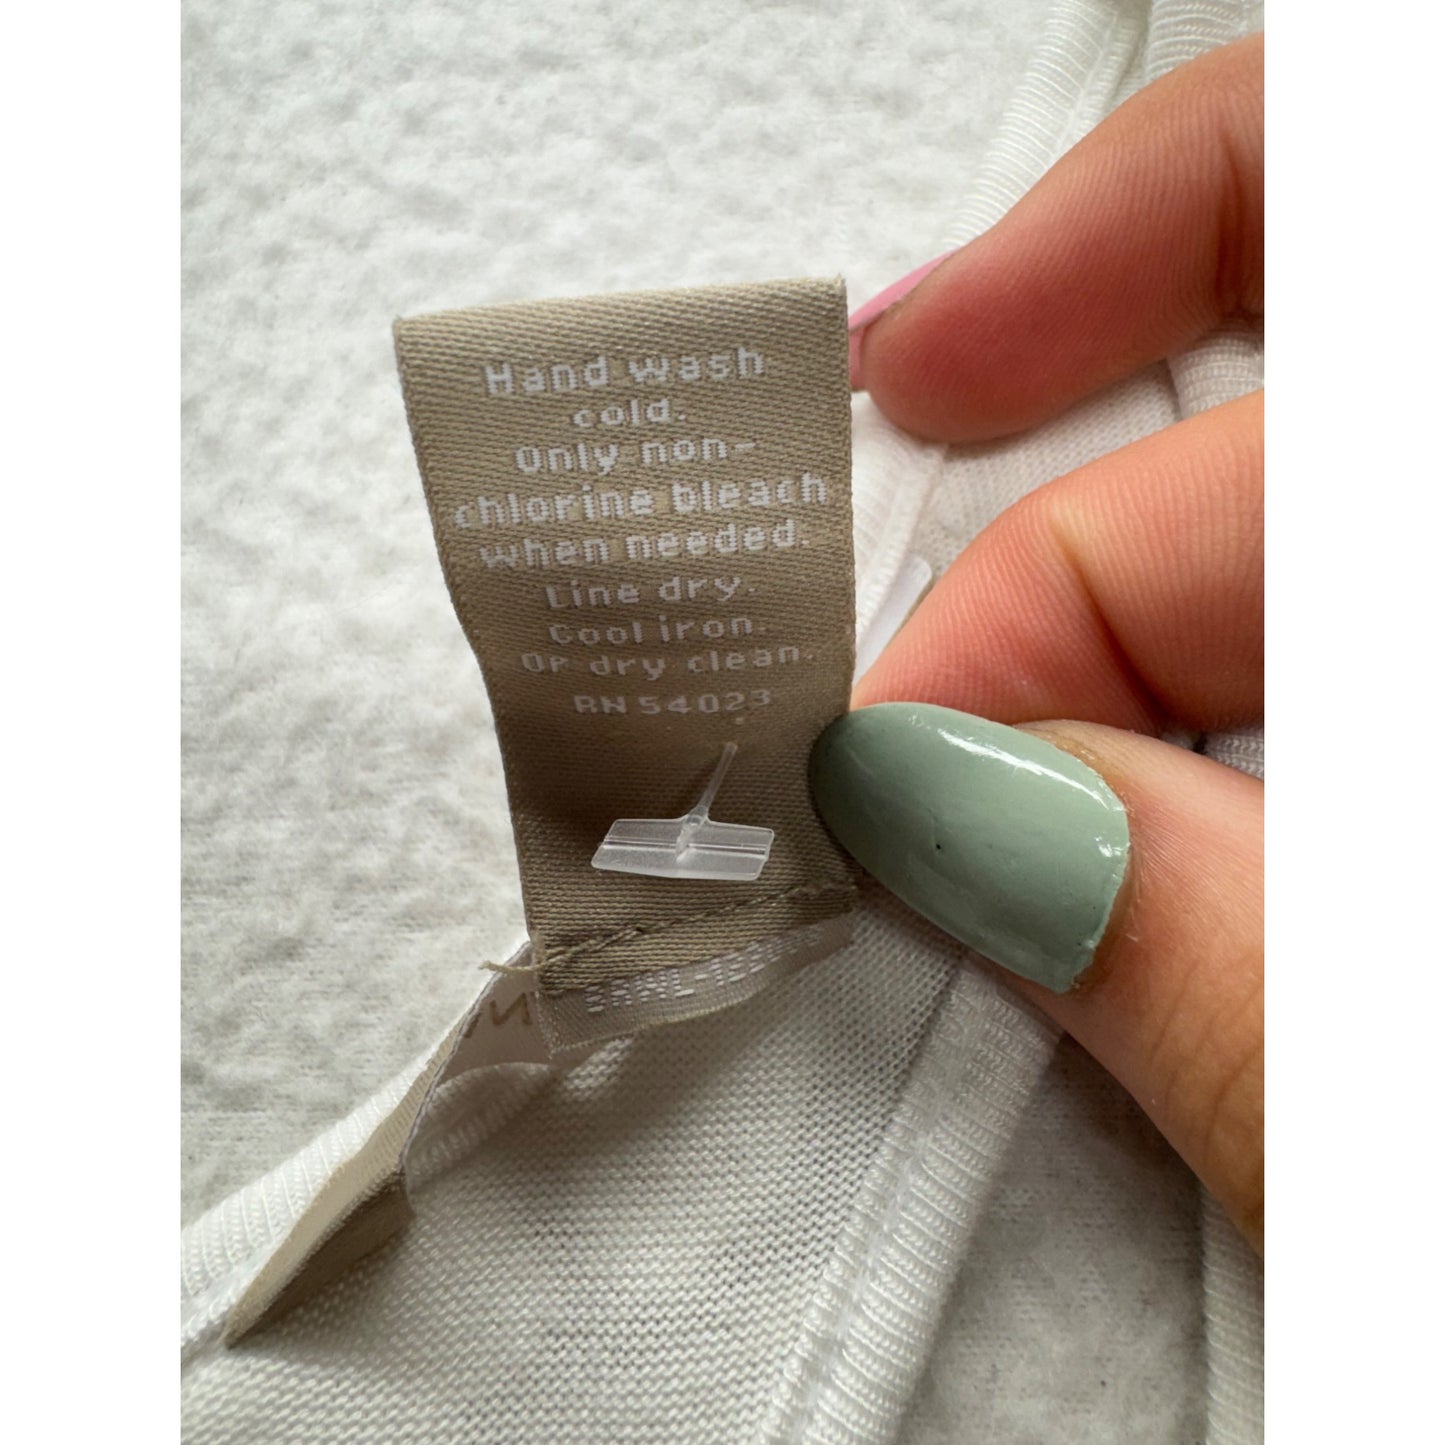 Hand wash
cold.
Only non-
chlorine bleach
when needed.
Line dry.
Cool iron.
Or dry clean.
RN 54023